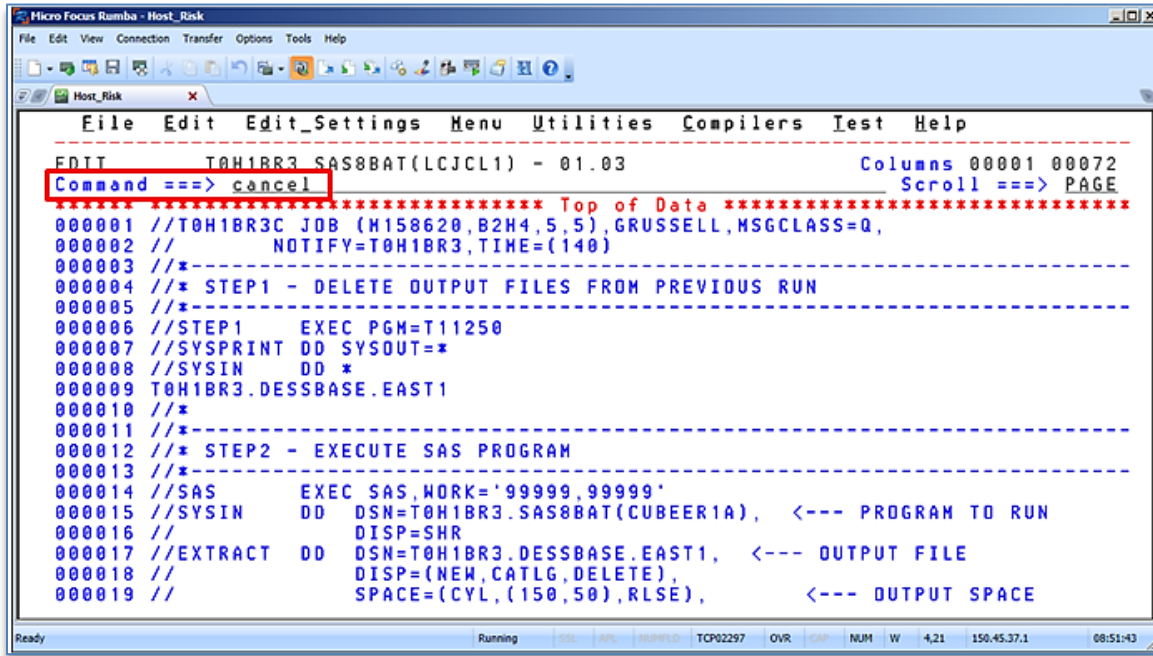 Micro Focus Rumba - Host_Risk
File Edit View Connection Transfer Options Tools Help
Host_Risk
File Edit Edit_Settings Menu Utilities Compilers Test Help
EDIT T0H1BR3.SAS8BAT(LCJCL1) - 01.03 Columns 00001 00072
Command ===> cancel Scroll ===> PAGE
****** ***************************** Top of Data ******************************
000001 //T0H1BR3C JOB (M158620,B2H4,5,5),GRUSSELL,MSGCLASS=Q,
000002 // NOTIFY=T0H1BR3,TIME=(140)
000003 //*---------------------------------------------------------------------
000004 //* STEP1 - DELETE OUTPUT FILES FROM PREVIOUS RUN
000005 //*---------------------------------------------------------------------
000006 //STEP1 EXEC PGM=T11250
000007 //SYSPRINT DD SYSOUT=*
000008 //SYSIN DD *
000009 T0H1BR3.DESSBASE.EAST1
000010 //*
000011 //*---------------------------------------------------------------------
000012 //* STEP2 - EXECUTE SAS PROGRAM
000013 //*---------------------------------------------------------------------
000014 //SAS EXEC SAS,WORK='99999,99999'
000015 //SYSIN DD DSN=T0H1BR3.SAS8BAT(CUBEER1A), <--- PROGRAM TO RUN
000016 // DISP=SHR
000017 //EXTRACT DD DSN=T0H1BR3.DESSBASE.EAST1, <--- OUTPUT FILE
000018 // DISP=(NEW,CATLG,DELETE),
000019 // SPACE=(CYL,(150,50),RLSE), <--- OUTPUT SPACE
Ready Running SSL APL NUMFLD TCP02297 OVR CAP NUM W 4,21 150.45.37.1 08:51:43